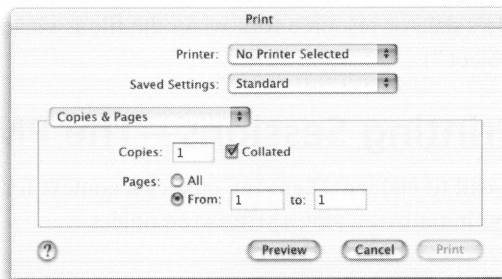 Print
Printer: No Printer Selected
Saved Settings: Standard
Copies & Pages
Copies: 1 Collated
Pages: All
From: 1 to: 1
? Preview Cancel Print